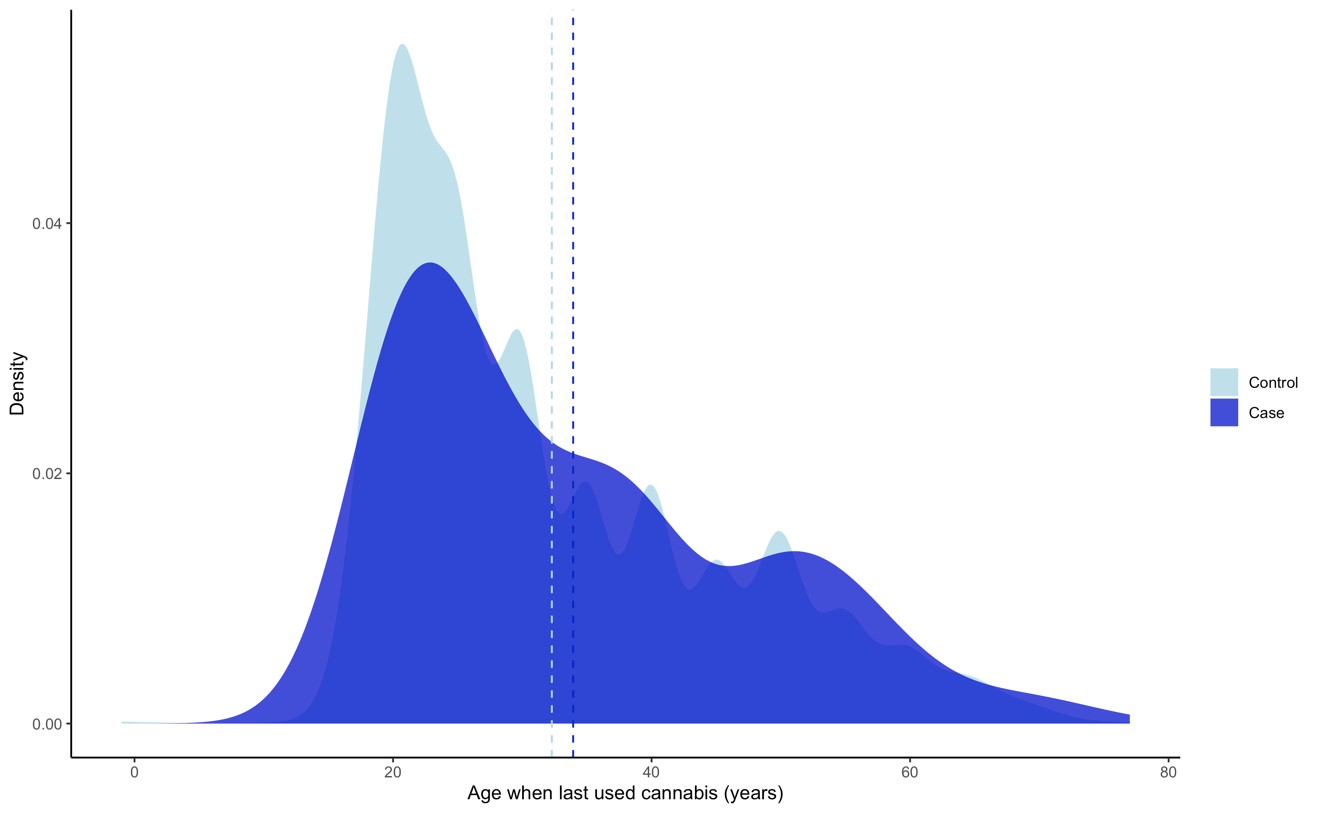 Density
0.04
0.02
0.00
0
20
40
60
80
Age when last used cannabis (years)
Control
Case